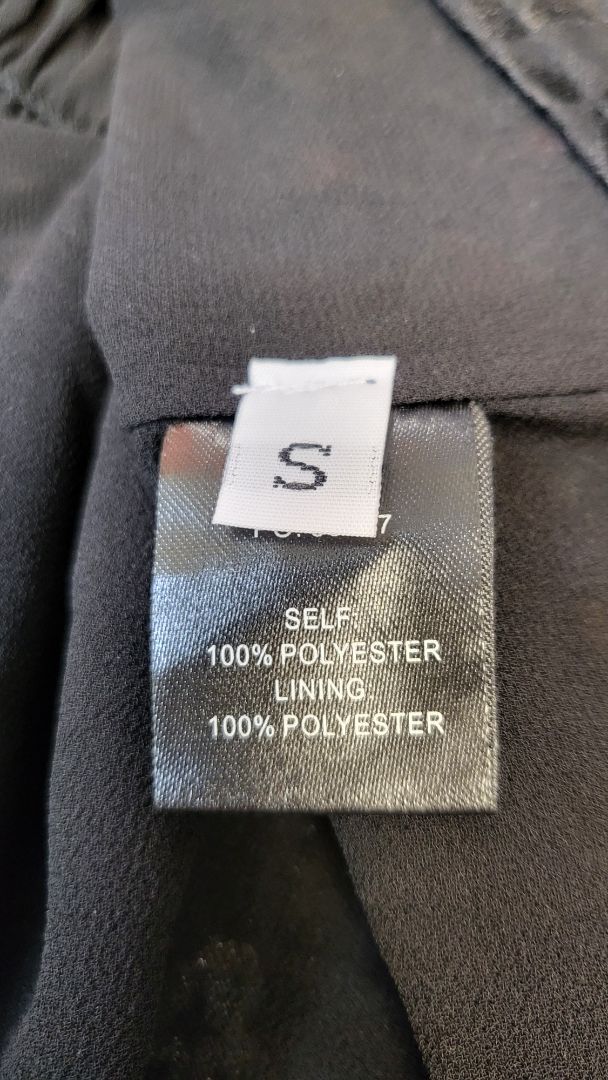 S
SELF:
100% POLYESTER
LINING
100% POLYESTER